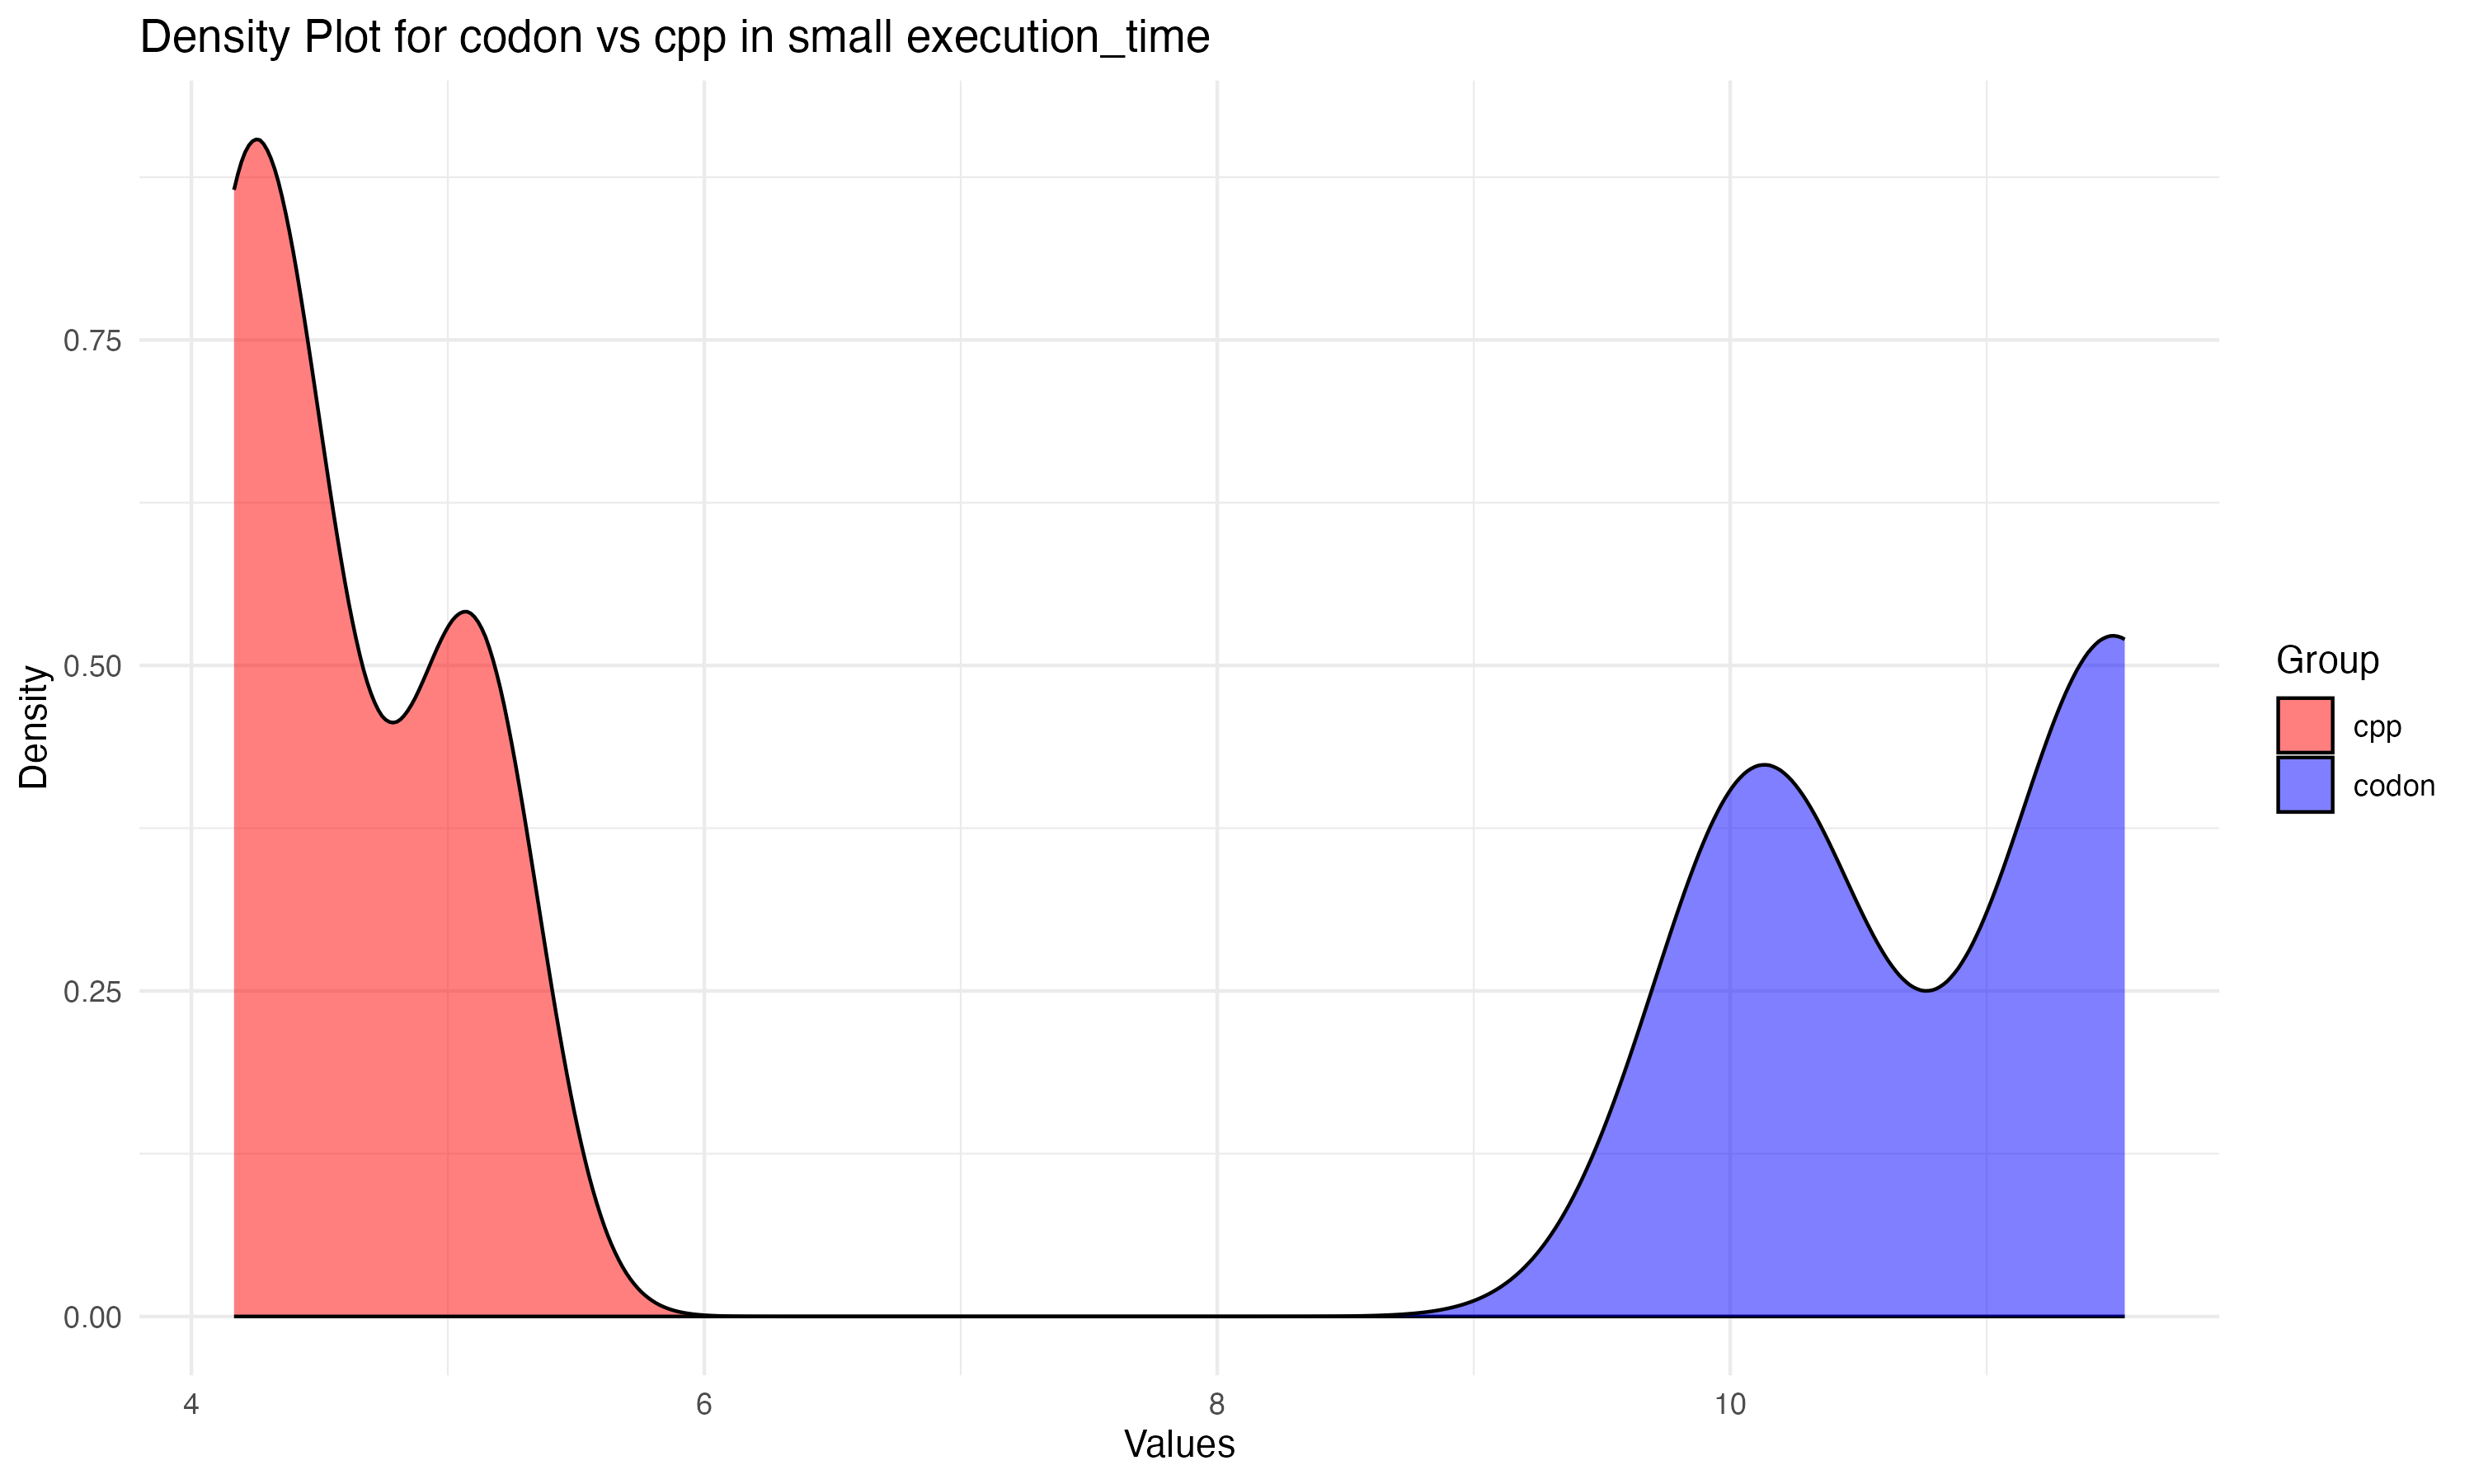 Density Plot for codon vs cpp in small execution_time
Density
0.75
0.50
0.25
0.00
4 6 8 10
Values
Group
cpp
codon